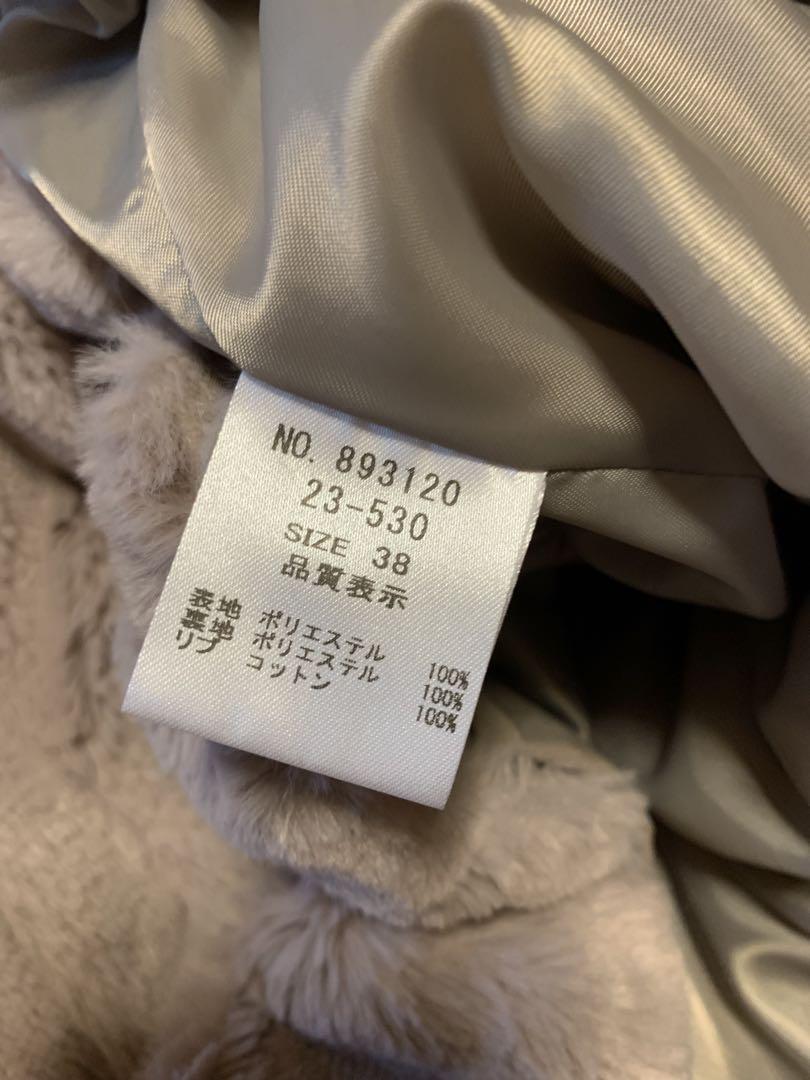 NO. 893120
23-530
SIZE 38
品質表示
表地 ポリエステル 100%
裏地 ポリエステル 100%
リブ コットン 100%